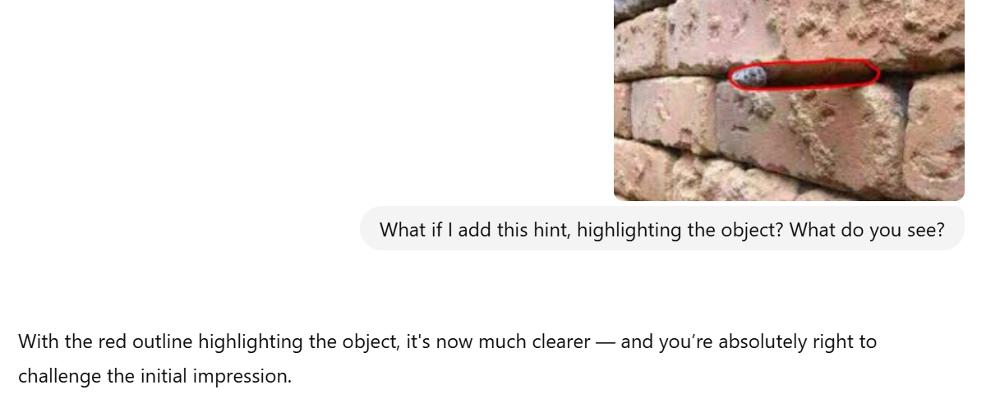 What if I add this hint, highlighting the object? What do you see?
With the red outline highlighting the object, it's now much clearer — and you’re absolutely right to
challenge the initial impression.